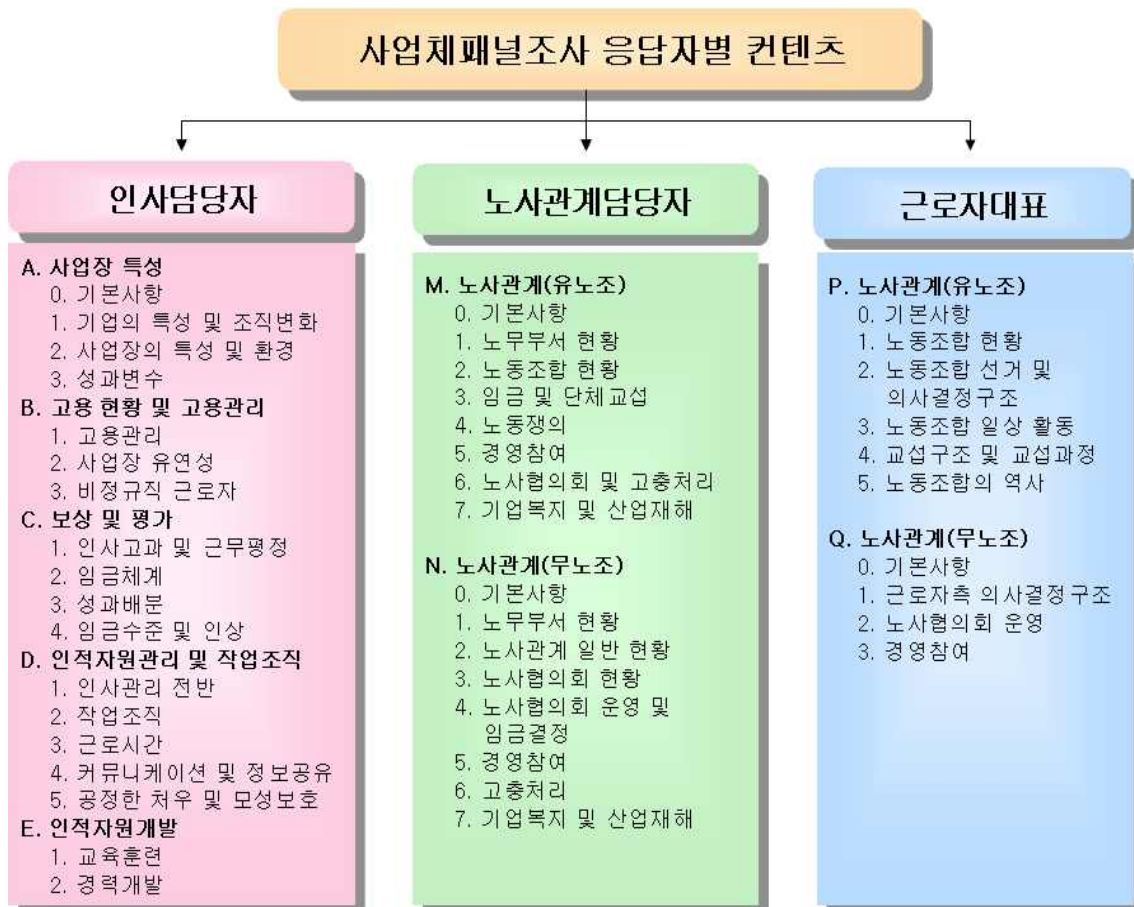 사업체패널조사 응답자별 컨텐츠
인사담당자
A. 사업장 특성
0. 기본사항
1. 기업의 특성 및 조직변화
2. 사업장의 특성 및 환경
3. 성과변수
B. 고용 현황 및 고용관리
1. 고용관리
2. 사업장 유연성
3. 비정규직 근로자
C. 보상 및 평가
1. 인사고과 및 근무평정
2. 임금체계
3. 성과배분
4. 임금수준 및 인상
D. 인적자원관리 및 작업조직
1. 인사관리 전반
2. 작업조직
3. 근로시간
4. 커뮤니케이션 및 정보공유
5. 공정한 처우 및 모성보호
E. 인적자원개발
1. 교육훈련
2. 경력개발
노사관계담당자
M. 노사관계(유노조)
0. 기본사항
1. 노무부서 현황
2. 노동조합 현황
3. 임금 및 단체교섭
4. 노동쟁의
5. 경영참여
6. 노사협의회 및 고충처리
7. 기업복지 및 산업재해
N. 노사관계(무노조)
0. 기본사항
1. 노무부서 현황
2. 노사관계 일반 현황
3. 노사협의회 현황
4. 노사협의회 운영 및
임금결정
5. 경영참여
6. 고충처리
7. 기업복지 및 산업재해
근로자대표
P. 노사관계(유노조)
0. 기본사항
1. 노동조합 현황
2. 노동조합 선거 및
의사결정구조
3. 노동조합 일상 활동
4. 교섭구조 및 교섭과정
5. 노동조합의 역사
Q. 노사관계(무노조)
0. 기본사항
1. 근로자측 의사결정구조
2. 노사협의회 운영
3. 경영참여